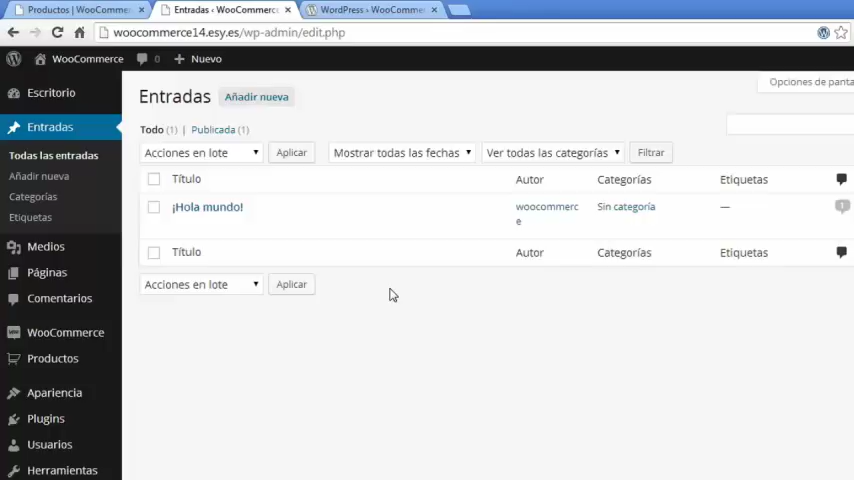 Productos | WooCommer
Entradas ‹ WooCommerc
WordPress › WooComme
woocommerce14.esy.es/wp-admin/edit.php
WooCommerce 0 Nuevo
Opciones de panta
Escritorio
Entradas
Todas las entradas
Añadir nueva
Categorías
Etiquetas
Medios
Páginas
Comentarios
WooCommerce
Productos
Apariencia
Plugins
Usuarios
Herramientas
Entradas Añadir nueva
Todo (1) | Publicada (1)
Acciones en lote Aplicar Mostrar todas las fechas Ver todas las categorías Filtrar
Título Autor Categorías Etiquetas
¡Hola mundo! woocommerc Sin categoría — 1
e
Título Autor Categorías Etiquetas
Acciones en lote Aplicar